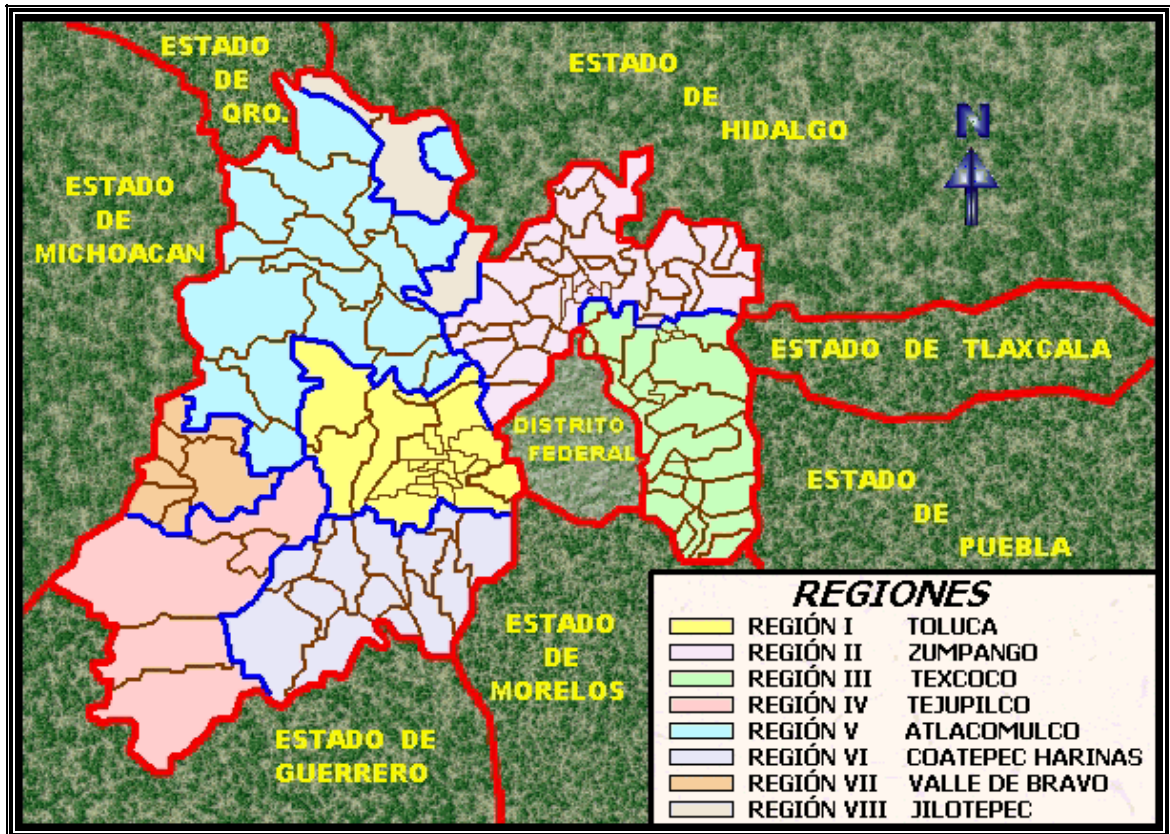 ESTADO
DE
QRO.
ESTADO
DE
HIDALGO
N
ESTADO
DE
MICHOACAN
ESTADO DE TLAXCALA
DISTRITO
FEDERAL
ESTADO
DE
PUEBLA
ESTADO
DE
MORELOS
ESTADO DE
GUERRERO
REGIONES
REGIÓN I TOLUCA
REGIÓN II ZUMPANGO
REGIÓN III TEXCOCO
REGIÓN IV TEJUPILCO
REGIÓN V ATLACOMULCO
REGIÓN VI COATEPEC HARINAS
REGIÓN VII VALLE DE BRAVO
REGIÓN VIII JILOTEPEC